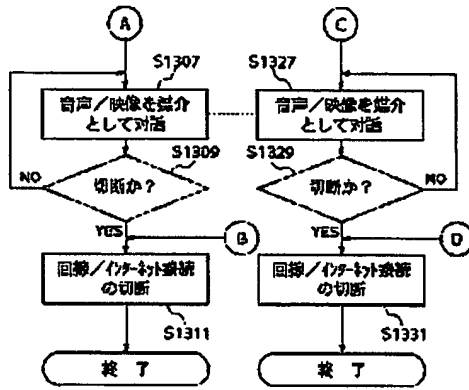 A
S1307
音声／映像を媒介
として対話
S1309
切断か？
NO
YES
B
回線／インターネット接続
の切断
S1311
終了
C
S1327
音声／映像を媒介
として対話
S1329
切断か？
NO
YES
D
回線／インターネット接続
の切断
S1331
終了